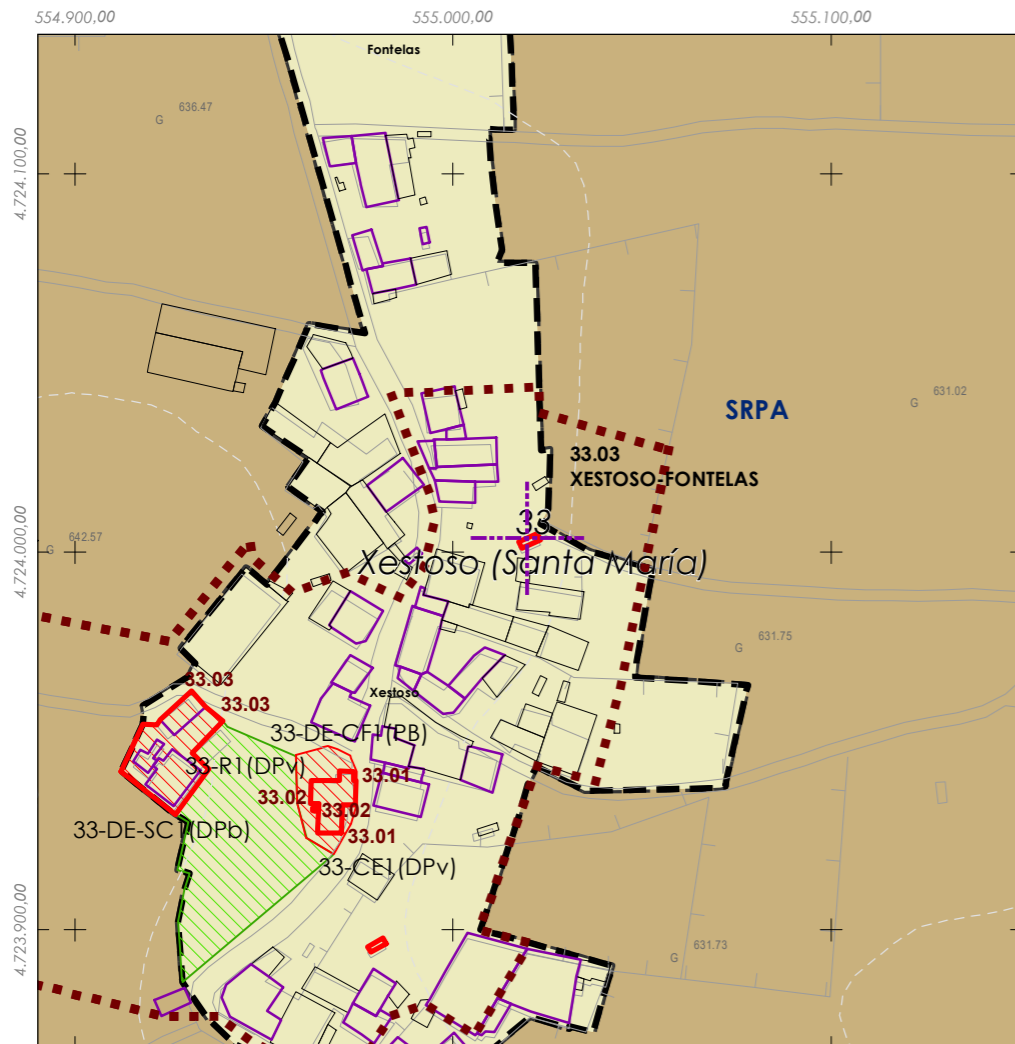 554.900,00
555.000,00
555.100,00
Fontelas
636.47
G
4.724.100,00
631.02
G
SRPA
33.03
XESTOSO-FONTELAS
33
4.724.000,00
642.57
G
Xestoso (Santa María)
631.75
G
33.03
33.03
Xestoso
33-DE-CF1(PB)
33-R1(DPv)
33.01
33.02
33.02
33-DE-SC1(DPb)
33.01
33-CE1(DPv)
4.723.900,00
631.73
G